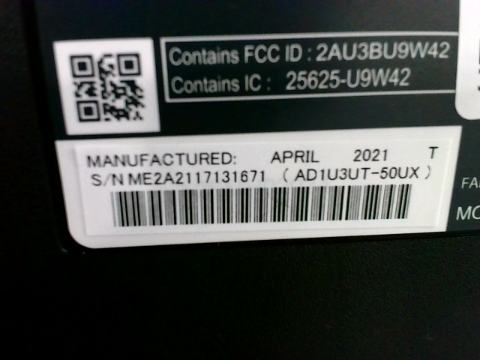 Contains FCC ID : 2AU3BU9W42
Contains IC : 25625-U9W42
MANUFACTURED: APRIL 2021 T
S/N ME2A2117131671 ( AD1U3UT-50UX )